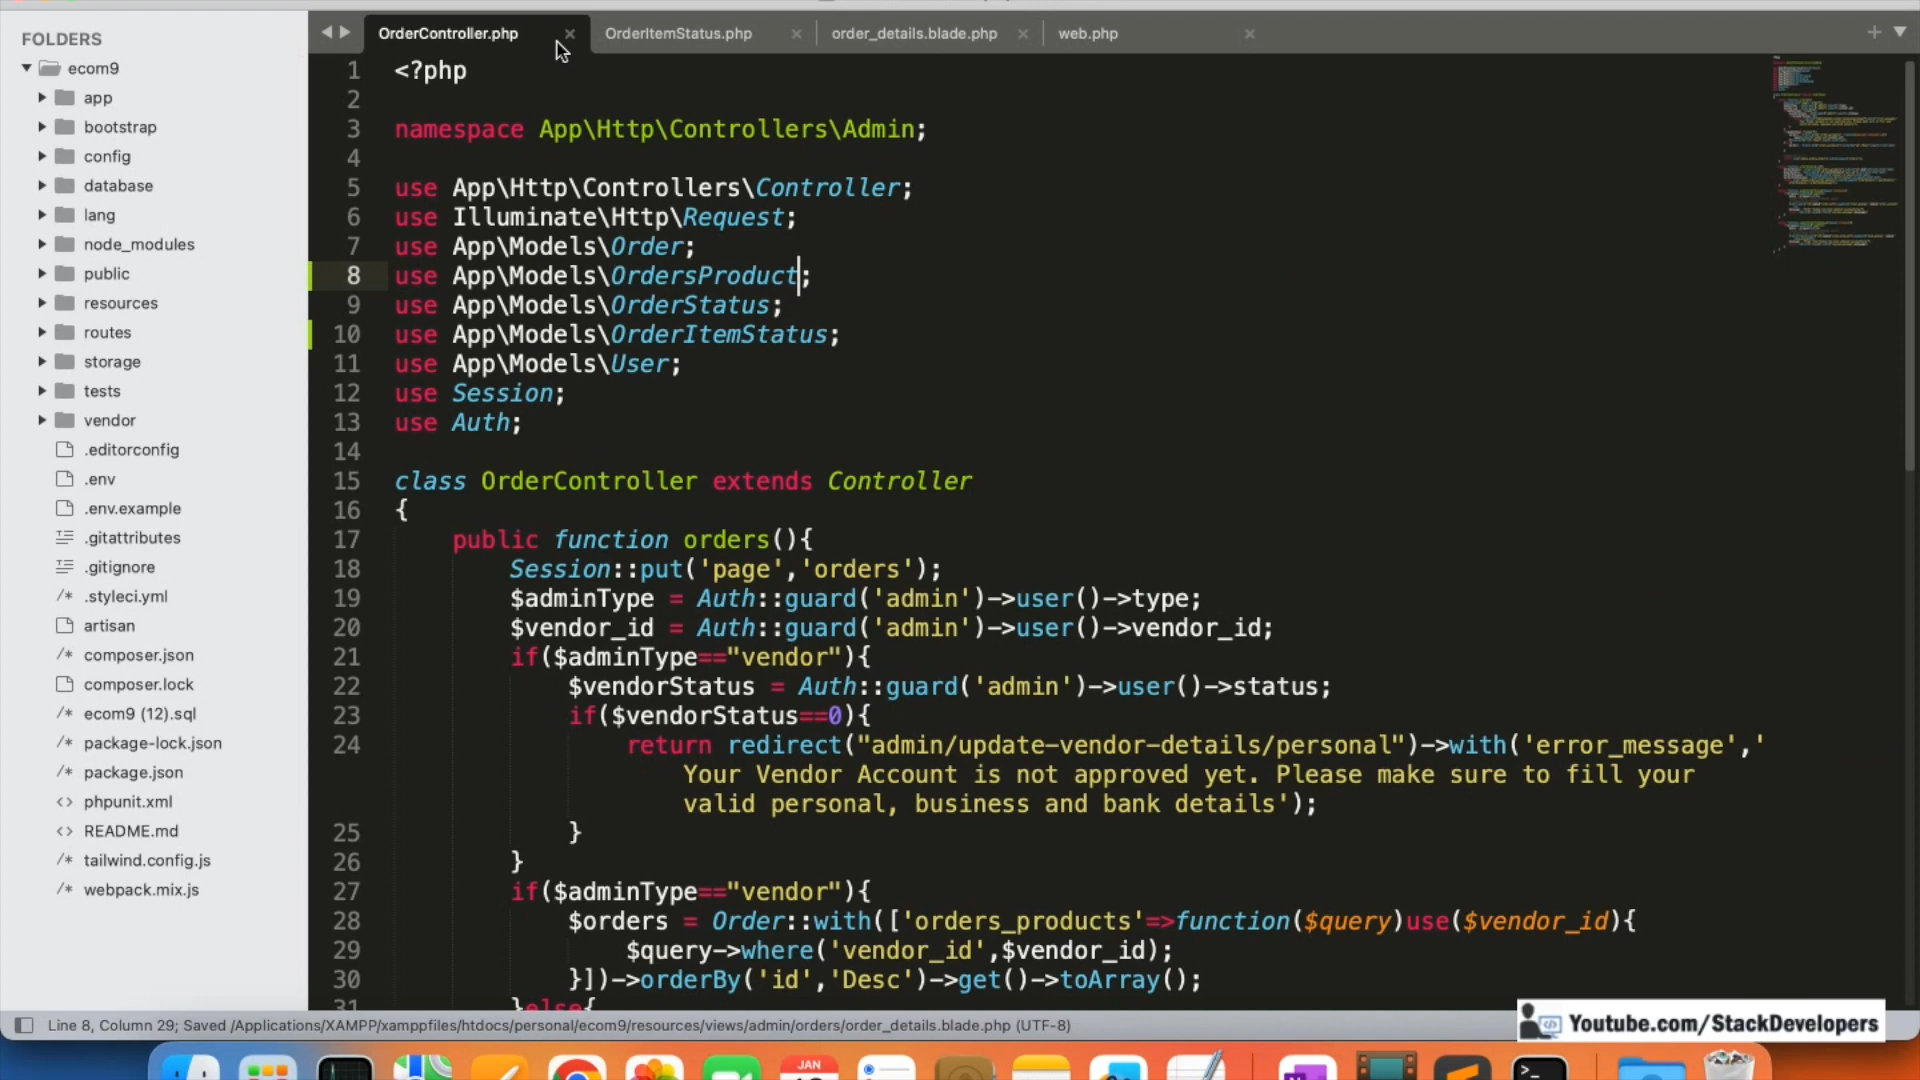 FOLDERS
ecom9
app
bootstrap
config
database
lang
node_modules
public
resources
routes
storage
tests
vendor
.editorconfig
.env
.env.example
.gitattributes
.gitignore
/* .styleci.yml
artisan
/* composer.json
composer.lock
/* ecom9 (12).sql
/* package-lock.json
/* package.json
<> phpunit.xml
<> README.md
/* tailwind.config.js
/* webpack.mix.js
OrderController.php × OrderItemStatus.php × order_details.blade.php × web.php ×
1 <?php
2
3 namespace App\Http\Controllers\Admin;
4
5 use App\Http\Controllers\Controller;
6 use Illuminate\Http\Request;
7 use App\Models\Order;
8 use App\Models\OrdersProduct;
9 use App\Models\OrderStatus;
10 use App\Models\OrderItemStatus;
11 use App\Models\User;
12 use Session;
13 use Auth;
14
15 class OrderController extends Controller
16 {
17 public function orders(){
18 Session::put('page','orders');
19 $adminType = Auth::guard('admin')->user()->type;
20 $vendor_id = Auth::guard('admin')->user()->vendor_id;
21 if($adminType=="vendor"){
22 $vendorStatus = Auth::guard('admin')->user()->status;
23 if($vendorStatus==0){
24 return redirect("admin/update-vendor-details/personal")->with('error_message','
Your Vendor Account is not approved yet. Please make sure to fill your
valid personal, business and bank details');
25 }
26 }
27 if($adminType=="vendor"){
28 $orders = Order::with(['orders_products'=>function($query)use($vendor_id){
29 $query->where('vendor_id',$vendor_id);
30 }])->orderBy('id','Desc')->get()->toArray();
31 }else{
Line 8, Column 29; Saved /Applications/XAMPP/xamppfiles/htdocs/personal/ecom9/resources/views/admin/orders/order_details.blade.php (UTF-8)
Youtube.com/StackDevelopers
JAN